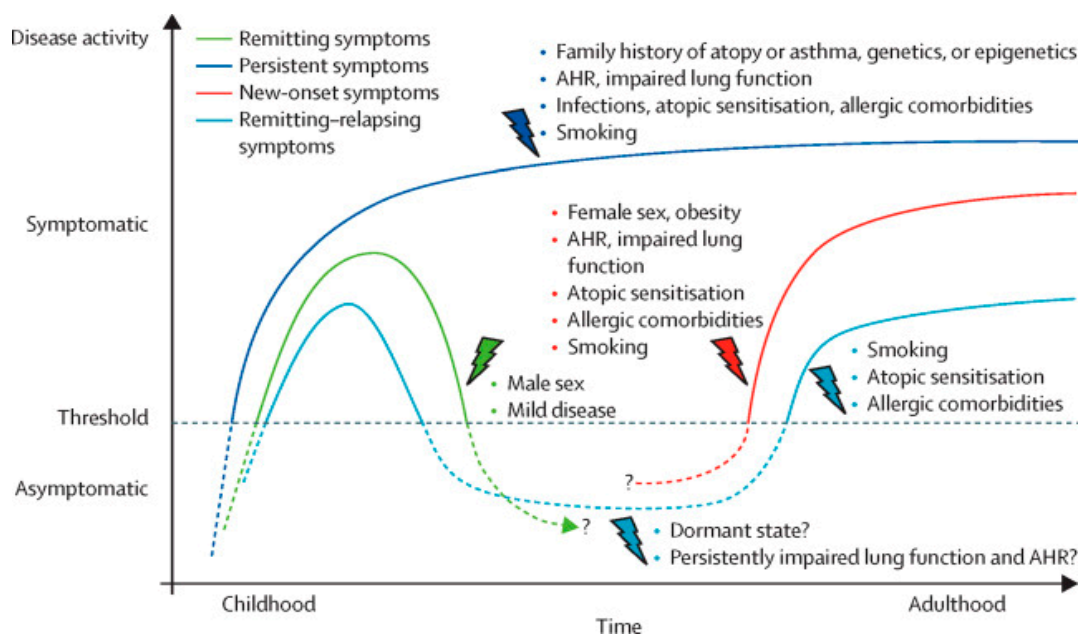 Disease activity
Remitting symptoms
Persistent symptoms
New-onset symptoms
Remitting–relapsing
symptoms
• Family history of atopy or asthma, genetics, or epigenetics
• AHR, impaired lung function
• Infections, atopic sensitisation, allergic comorbidities
• Smoking
Symptomatic
• Female sex, obesity
• AHR, impaired lung
function
• Atopic sensitisation
• Allergic comorbidities
• Smoking
• Male sex
• Mild disease
• Smoking
• Atopic sensitisation
• Allergic comorbidities
Threshold
Asymptomatic
?
?
• Dormant state?
• Persistently impaired lung function and AHR?
Childhood
Adulthood
Time